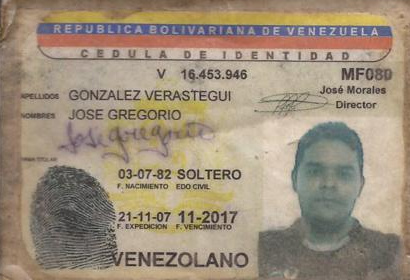 REPUBLICA BOLIVARIANA DE VENEZUELA
CEDULA DE IDENTIDAD
V 16.453.946 MF080
APELLIDOS GONZALEZ VERASTEGUI José Morales
Director
NOMBRES JOSE GREGORIO
Jose gregorio
FIRMA TITULAR
03-07-82 SOLTERO
F. NACIMIENTO EDO CIVIL
21-11-07 11-2017
F. EXPEDICION F. VENCIMIENTO
VENEZOLANO